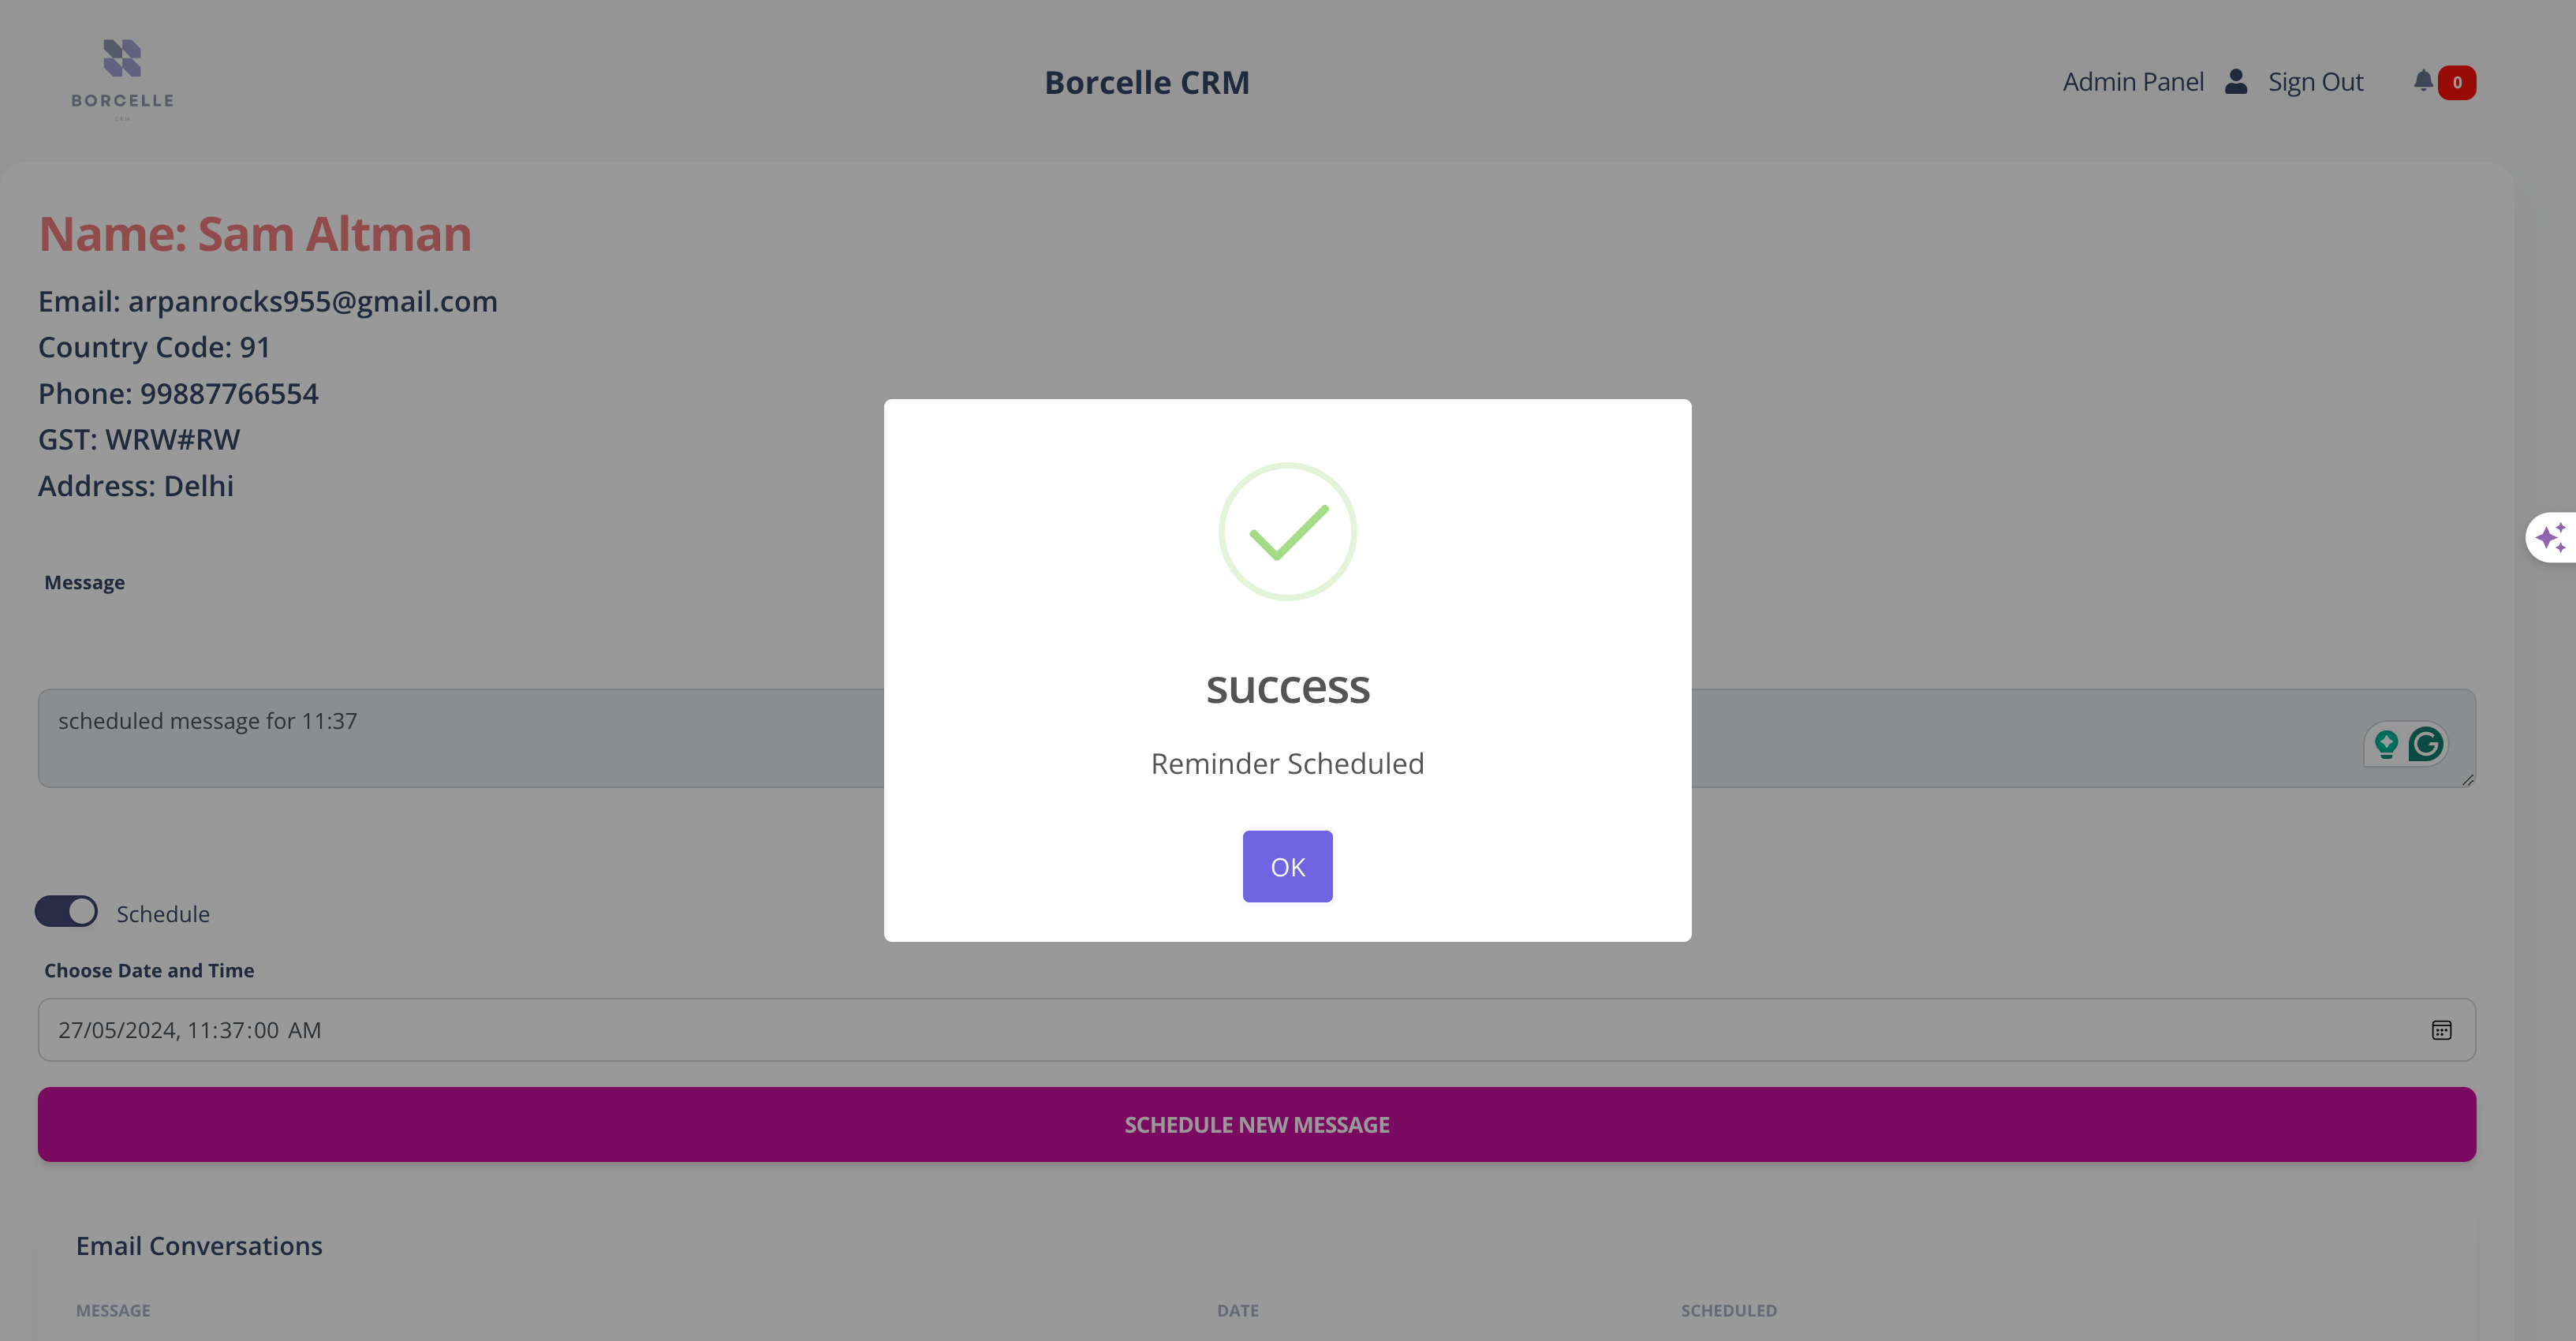 BORCELLE
CRM
Borcelle CRM
Admin Panel Sign Out 0
Name: Sam Altman
Email: arpanrocks955@gmail.com
Country Code: 91
Phone: 99887766554
GST: WRW#RW
Address: Delhi
Message
scheduled message for 11:37
success
Reminder Scheduled
OK
Schedule
Choose Date and Time
27/05/2024, 11:37:00 AM
SCHEDULE NEW MESSAGE
Email Conversations
MESSAGE DATE SCHEDULED